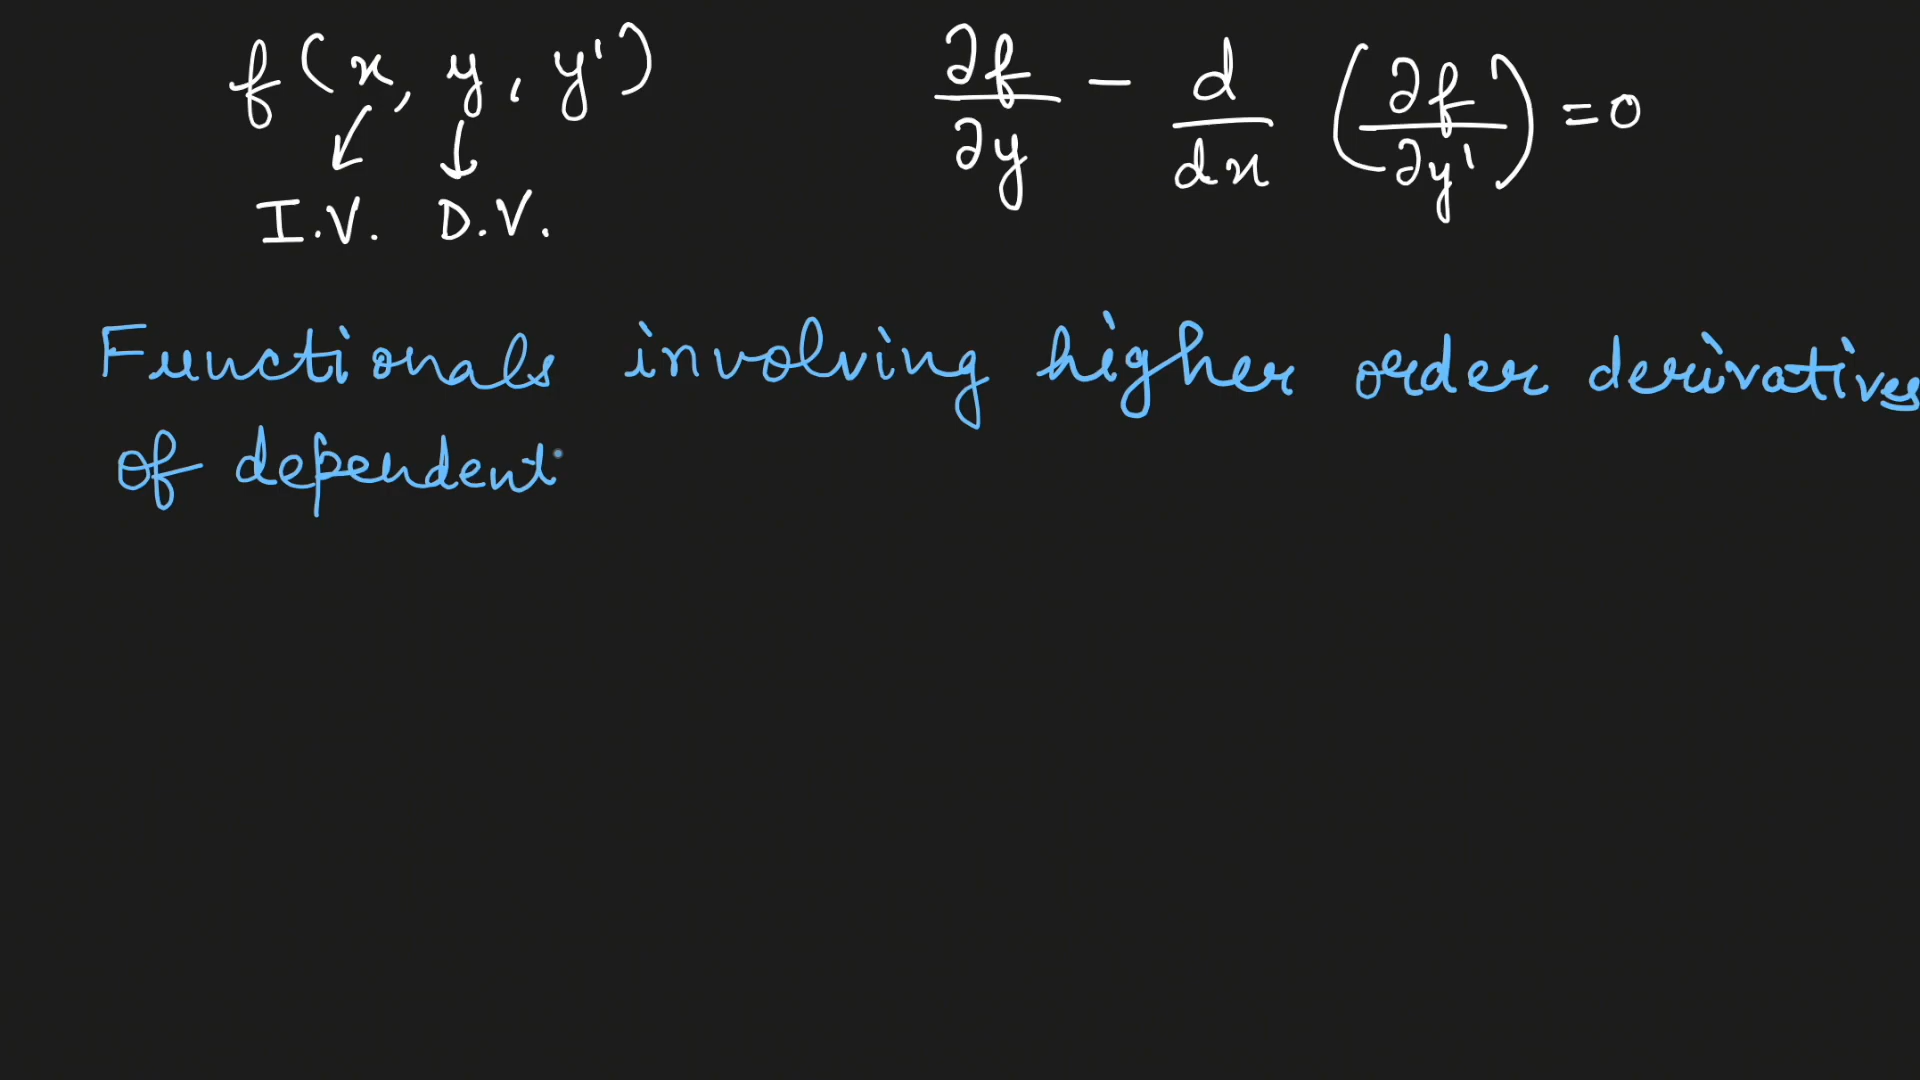 f(x, y, y') ∂f/∂y - d/dx (∂f/∂y') = 0
I.V. D.V.
Functionals involving higher order derivatives
of dependent